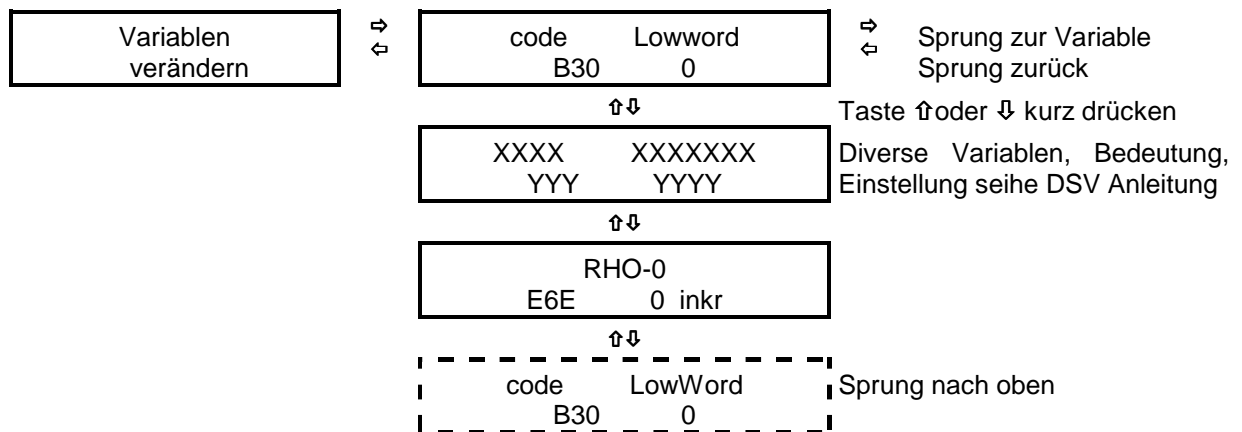 Variablen
verändern
⇨
⇦
code Lowword
B30 0
⇨
⇦
Sprung zur Variable
Sprung zurück
⇧⇩
Taste ⇧oder ⇩ kurz drücken
XXXX XXXXXXX
YYY YYYY
Diverse Variablen, Bedeutung,
Einstellung seihe DSV Anleitung
⇧⇩
RHO-0
E6E 0 inkr
⇧⇩
code LowWord
B30 0
Sprung nach oben